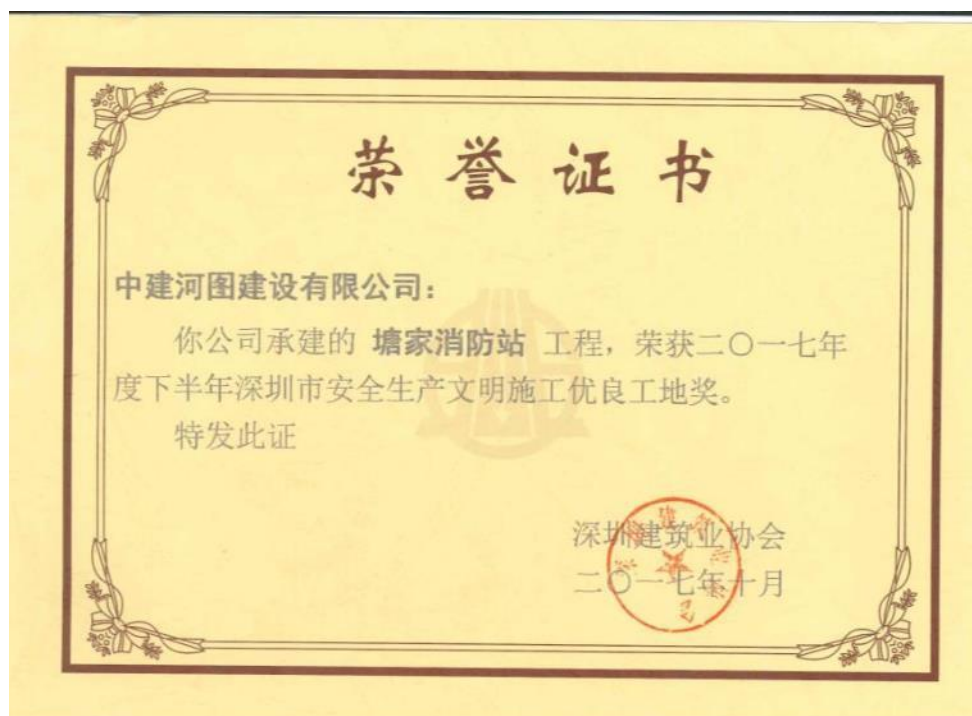 荣誉证书
中建河图建设有限公司：
你公司承建的 塘家消防站 工程，荣获二〇一七年
度下半年深圳市安全生产文明施工优良工地奖。
特发此证
深圳建筑业协会
二〇一七年十月